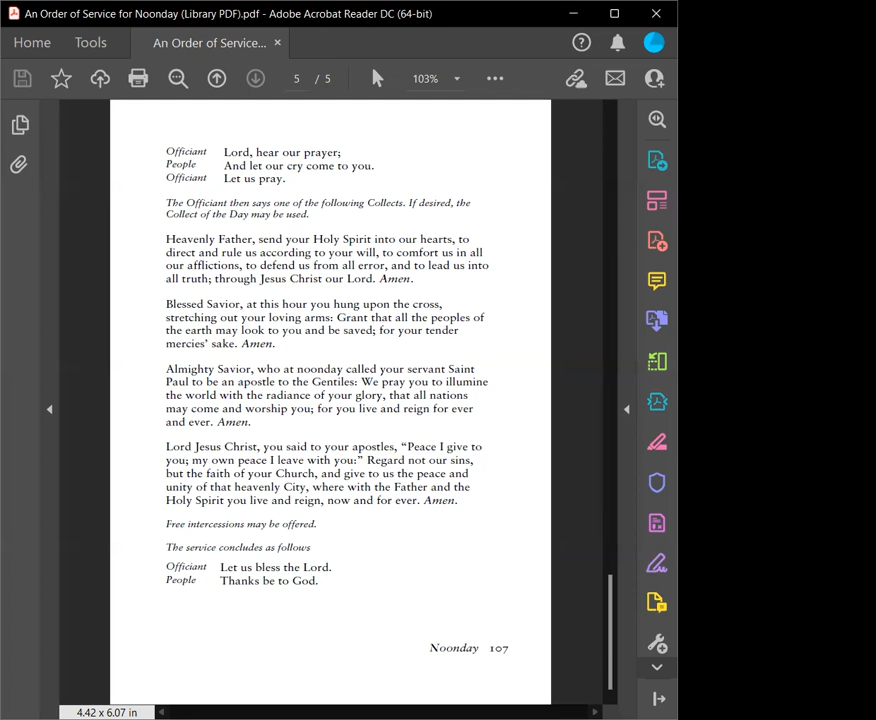 An Order of Service for Noonday (Library PDF).pdf - Adobe Acrobat Reader DC (64-bit)
Home Tools An Order of Service... ×
5 / 5 103%
Officiant Lord, hear our prayer;
People And let our cry come to you.
Officiant Let us pray.
The Officiant then says one of the following Collects. If desired, the
Collect of the Day may be used.
Heavenly Father, send your Holy Spirit into our hearts, to
direct and rule us according to your will, to comfort us in all
our afflictions, to defend us from all error, and to lead us into
all truth; through Jesus Christ our Lord. Amen.
Blessed Savior, at this hour you hung upon the cross,
stretching out your loving arms: Grant that all the peoples of
the earth may look to you and be saved; for your tender
mercies’ sake. Amen.
Almighty Savior, who at noonday called your servant Saint
Paul to be an apostle to the Gentiles: We pray you to illumine
the world with the radiance of your glory, that all nations
may come and worship you; for you live and reign for ever
and ever. Amen.
Lord Jesus Christ, you said to your apostles, “Peace I give to
you; my own peace I leave with you:” Regard not our sins,
but the faith of your Church, and give to us the peace and
unity of that heavenly City, where with the Father and the
Holy Spirit you live and reign, now and for ever. Amen.
Free intercessions may be offered.
The service concludes as follows
Officiant Let us bless the Lord.
People Thanks be to God.
Noonday 107
4.42 x 6.07 in